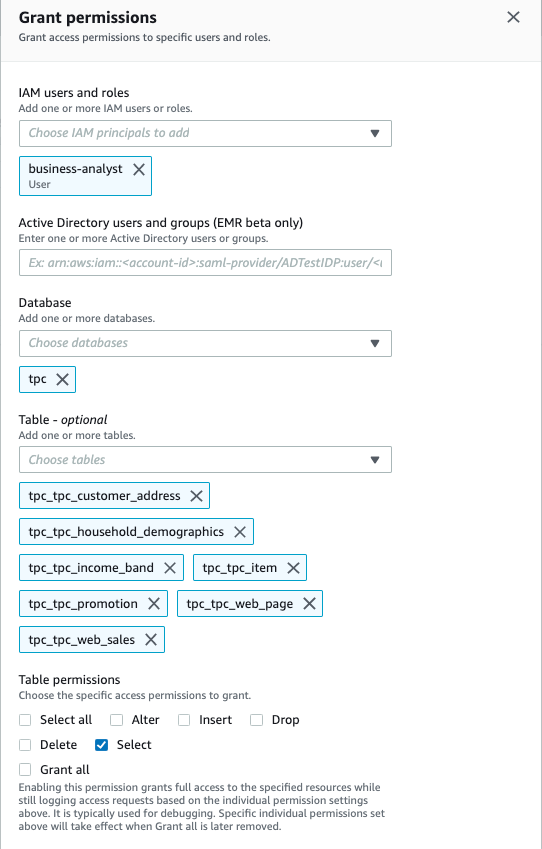 Grant permissions
Grant access permissions to specific users and roles.
IAM users and roles
Add one or more IAM users or roles.
Choose IAM principals to add
business-analyst
User
Active Directory users and groups (EMR beta only)
Enter one or more Active Directory users or groups.
Ex: arn:aws:iam::<account-id>:saml-provider/ADTestIDP:user/<u
Database
Add one or more databases.
Choose databases
tpc
Table - optional
Add one or more tables.
Choose tables
tpc_tpc_customer_address
tpc_tpc_household_demographics
tpc_tpc_income_band tpc_tpc_item
tpc_tpc_promotion tpc_tpc_web_page
tpc_tpc_web_sales
Table permissions
Choose the specific access permissions to grant.
Select all Alter Insert Drop
Delete Select
Grant all
Enabling this permission grants full access to the specified resources while
still logging access requests based on the individual permission settings
above. It is typically used for debugging. Specific individual permissions set
above will take effect when Grant all is later removed.